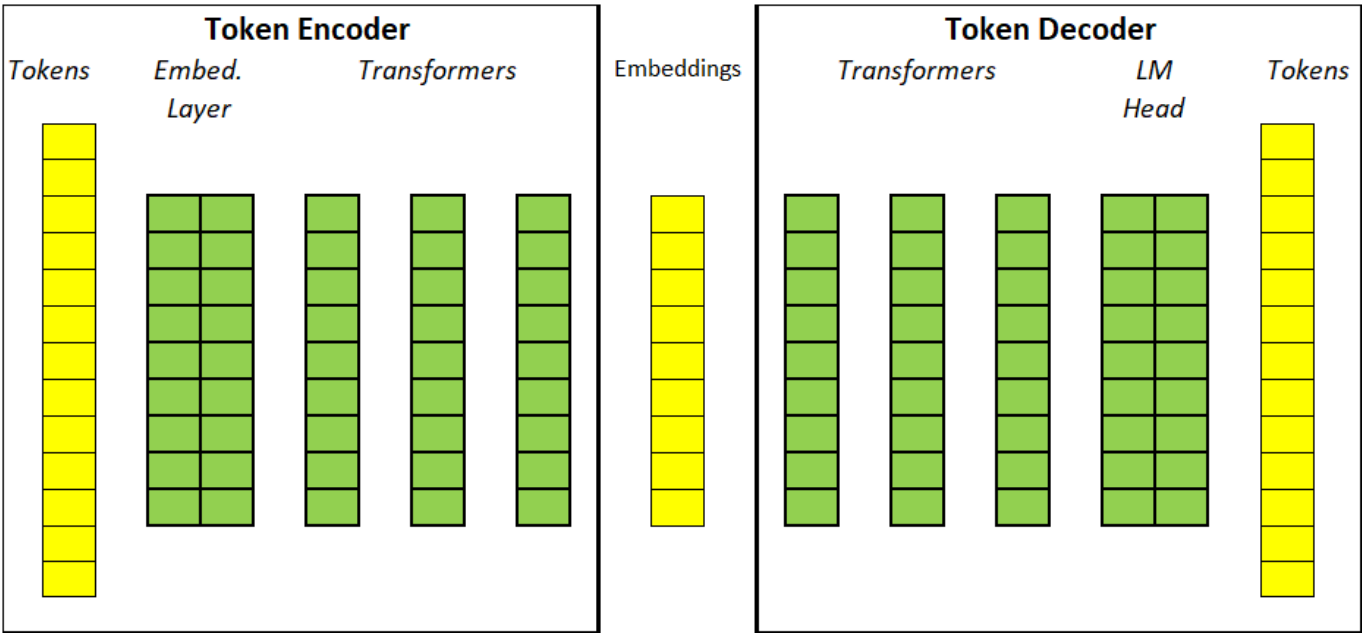 Token Encoder
Tokens
Embed.
Layer
Transformers
Embeddings
Token Decoder
Transformers
LM
Head
Tokens